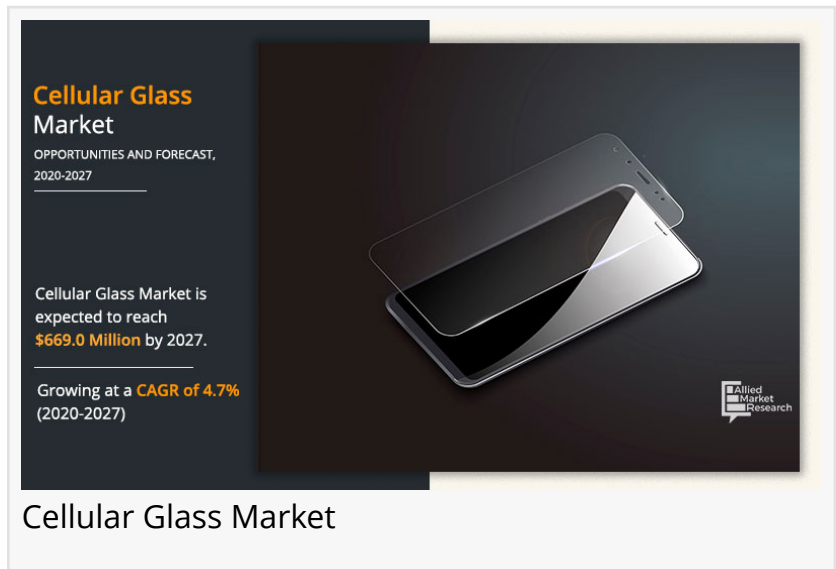 Cellular Glass
Market
OPPORTUNITIES AND FORECAST,
2020-2027
Cellular Glass Market is
expected to reach
$669.0 Million by 2027.
Growing at a CAGR of 4.7%
(2020-2027)
Allied
Market
Research
Cellular Glass Market